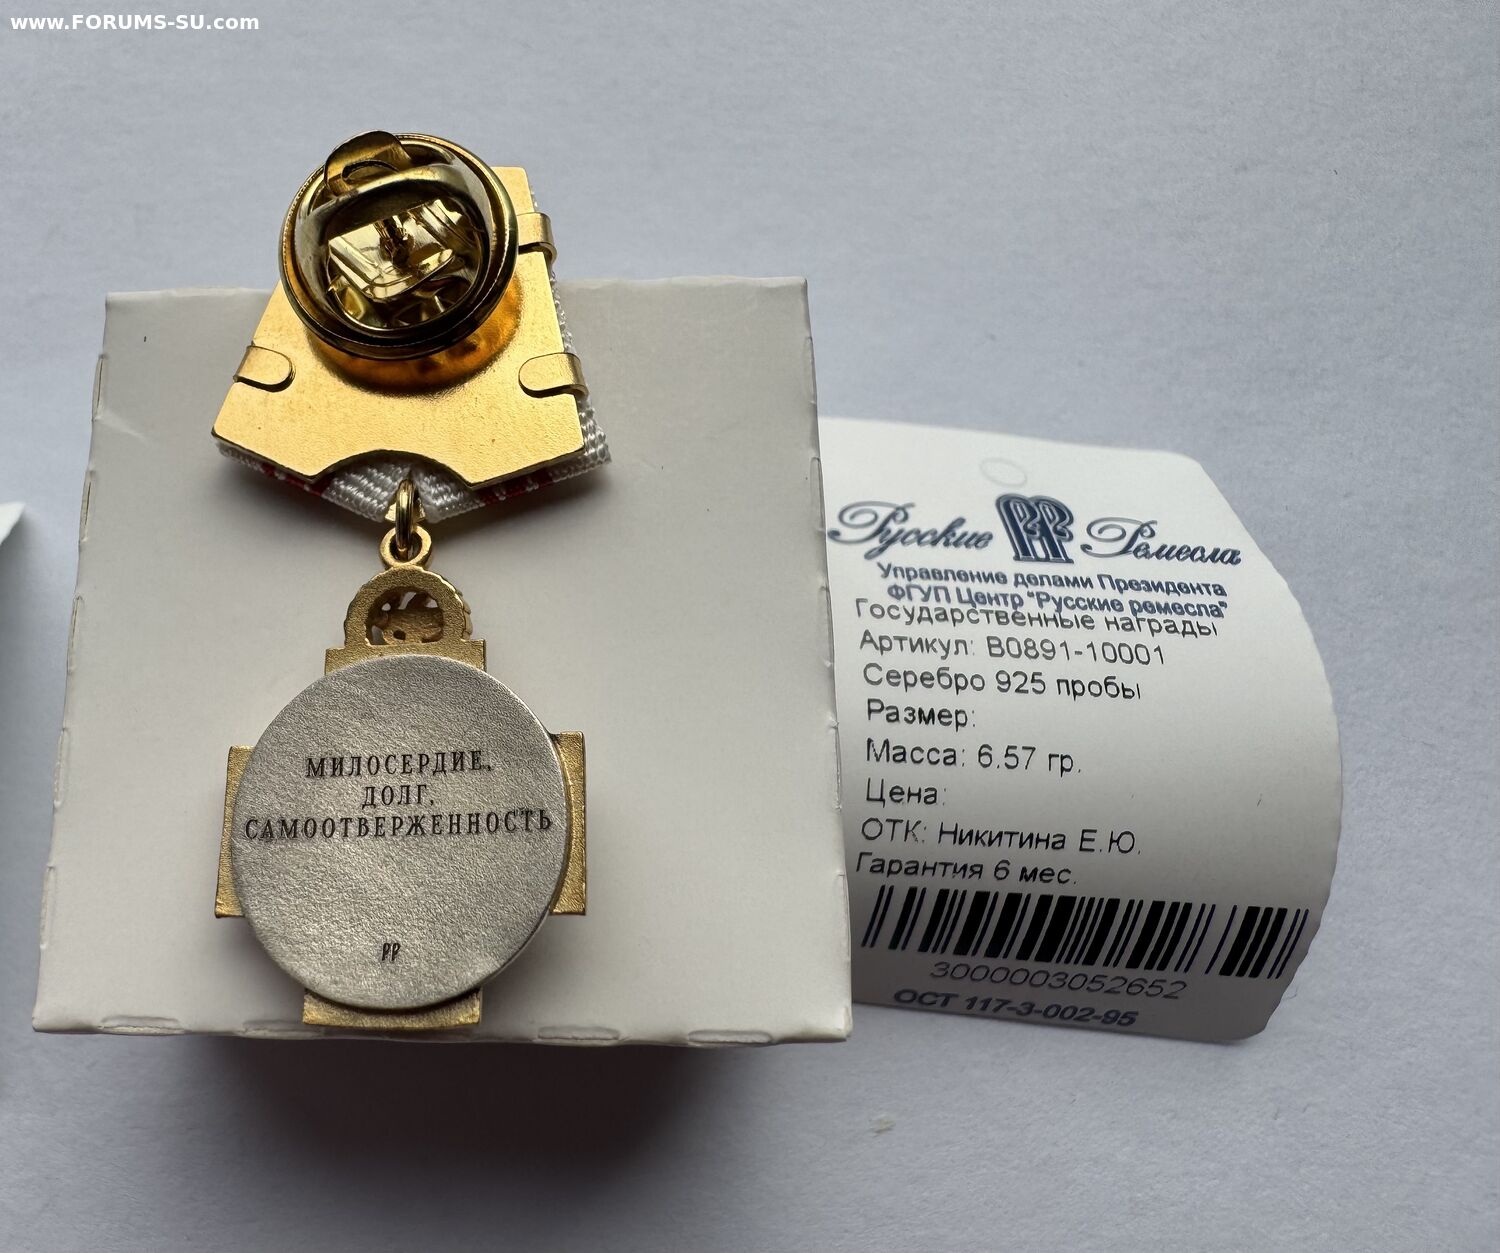 www.FORUMS-SU.com
МИЛОСЕРДИЕ,
ДОЛГ,
САМООТВЕРЖЕННОСТЬ
РР
Русские РР Ремесла
Управление делами Президента
ФГУП Центр "Русские ремесла"
Государственные награды
Артикул: В0891-10001
Серебро 925 пробы
Размер:
Масса: 6.57 гр.
Цена:
ОТК: Никитина Е.Ю.
Гарантия 6 мес.
3000003052652
ОСТ 117-3-002-95